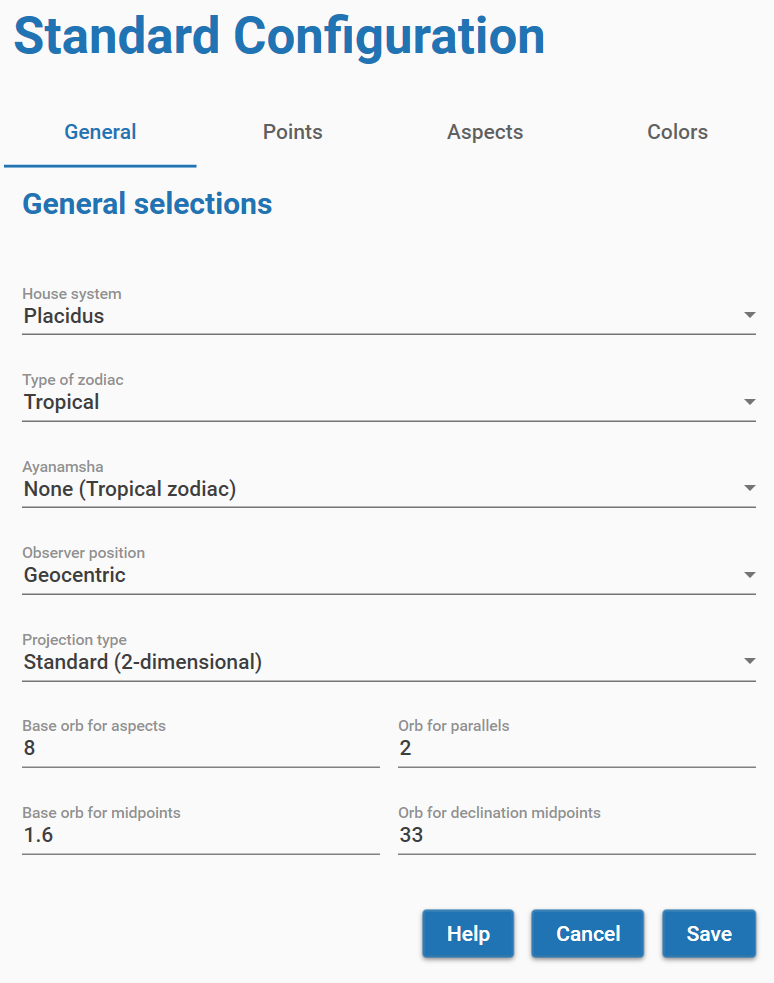 Standard Configuration
General Points Aspects Colors
General selections
House system
Placidus
Type of zodiac
Tropical
Ayanamsha
None (Tropical zodiac)
Observer position
Geocentric
Projection type
Standard (2-dimensional)
Base orb for aspects Orb for parallels
8 2
Base orb for midpoints Orb for declination midpoints
1.6 33
Help Cancel Save